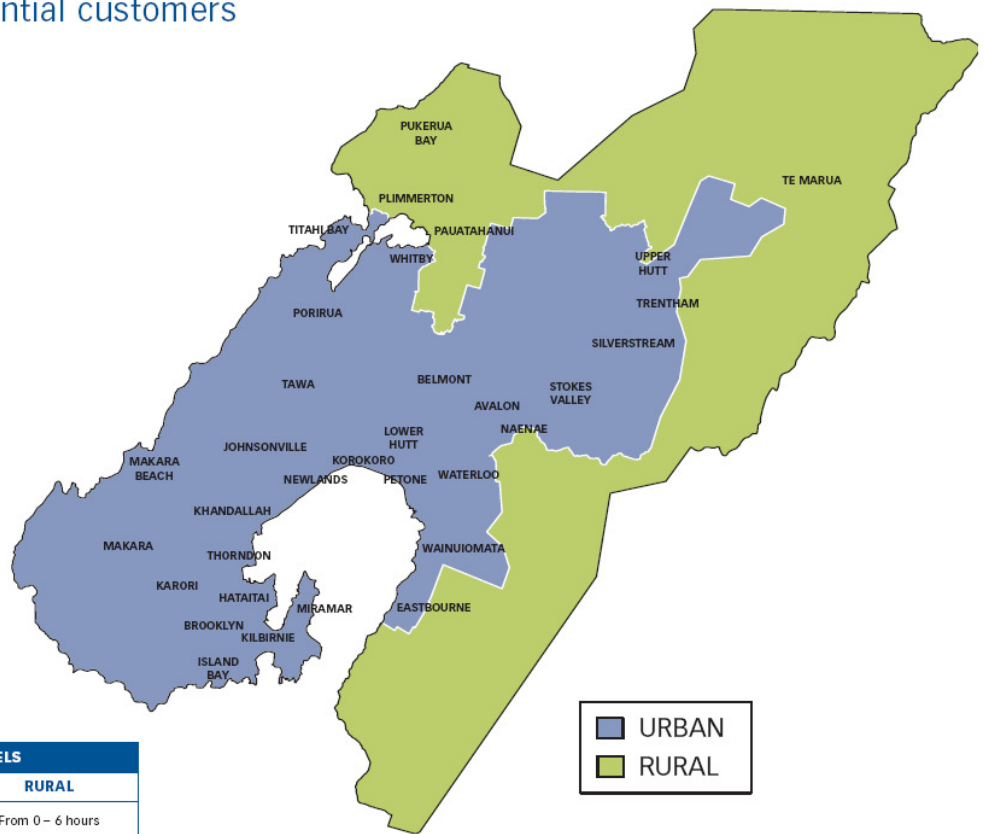 ntial customers
PUKERUA
BAY
TE MARUA
PLIMMERTON
TITAHI BAY
PAUATAHANUI
WHITBY
UPPER
HUTT
TRENTHAM
PORIRUA
SILVERSTREAM
BELMONT
TAWA
STOKES
VALLEY
AVALON
NAENAE
LOWER
HUTT
JOHNSONVILLE
KOROKORO
MAKARA
BEACH
NEWLANDS
PETONE
WATERLOO
KHANDALLAH
MAKARA
THORNDON
WAINUIOMATA
KARORI
HATAITAI
MIRAMAR
EASTBOURNE
BROOKLYN
KILBIRNIE
ISLAND
BAY
URBAN
RURAL
ELS
RURAL
From 0 – 6 hours